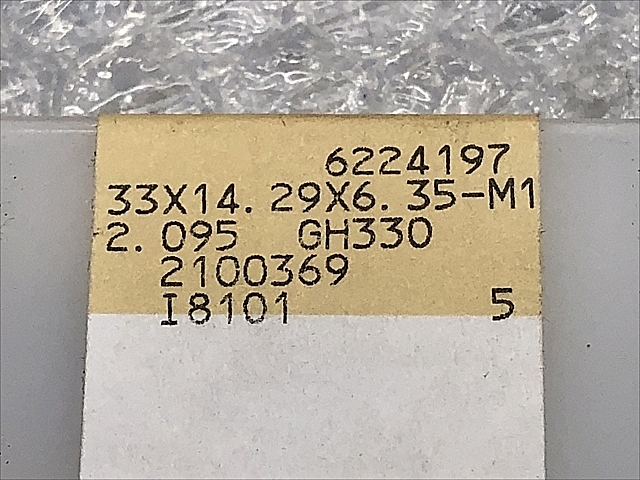 6224197
33X14.29X6.35-M1
2.095 GH330
2100369
I8101 5